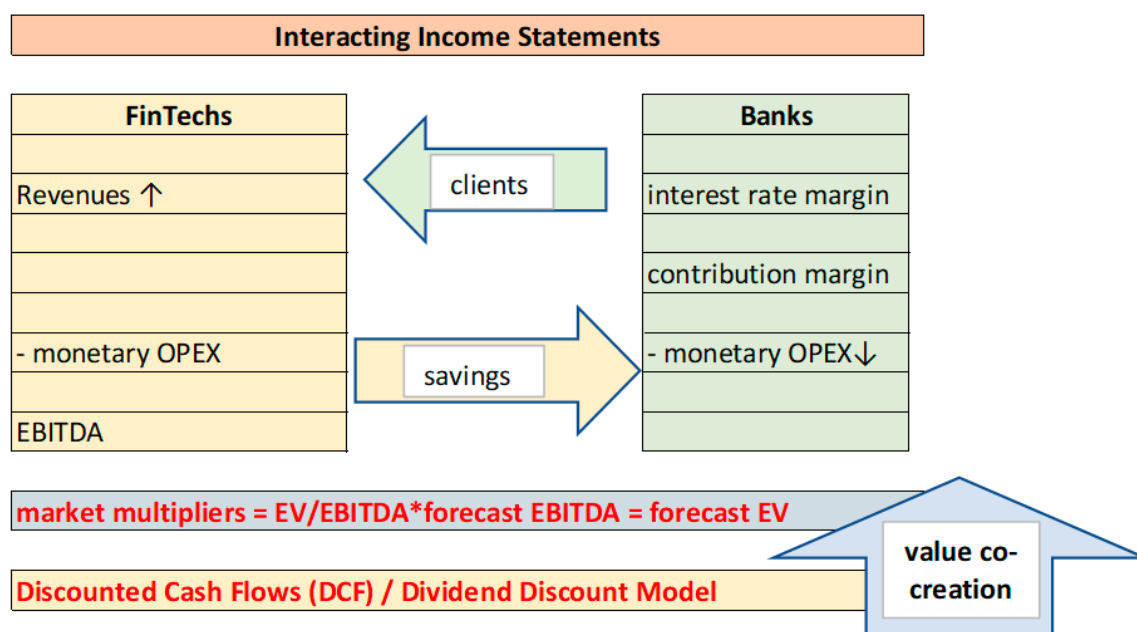 Interacting Income Statements
FinTechs
Banks
clients
Revenues ↑
interest rate margin
contribution margin
- monetary OPEX
- monetary OPEX↓
savings
EBITDA
market multipliers = EV/EBITDA*forecast EBITDA = forecast EV
value co-
creation
Discounted Cash Flows (DCF) / Dividend Discount Model